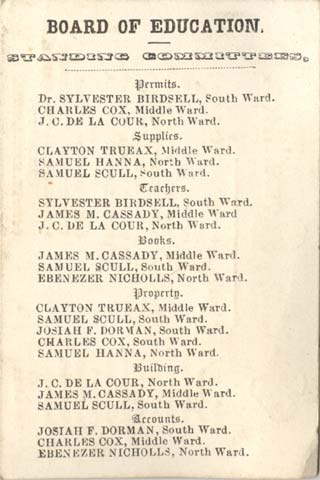 BOARD OF EDUCATION.
STANDING COMMITTEES,
Permits.
Dr. SYLVESTER BIRDSELL, South Ward.
CHARLES COX, Middle Ward.
J. C. DE LA COUR, North Ward.
Supplies.
CLAYTON TRUEAX, Middle Ward.
SAMUEL HANNA, North Ward.
SAMUEL SCULL, South Ward.
Teachers.
SYLVESTER BIRDSELL, South Ward.
JAMES M. CASSADY, Middle Ward
J. C. DE LA COUR, North Ward.
Books.
JAMES M. CASSADY, Middle Ward.
SAMUEL SCULL, South Ward.
EBENEZER NICHOLLS, North Ward.
Property.
CLAYTON TRUEAX, Middle Ward.
SAMUEL SCULL, South Ward.
JOSIAH F. DORMAN, South Ward.
CHARLES COX, South Ward.
SAMUEL HANNA, North Ward.
Building.
J. C. DE LA COUR, North Ward.
JAMES M. CASSADY, Middle Ward.
SAMUEL SCULL, South Ward.
Accounts.
JOSIAH F. DORMAN, South Ward.
CHARLES COX, Middle Ward.
EBENEZER NICHOLLS, North Ward.